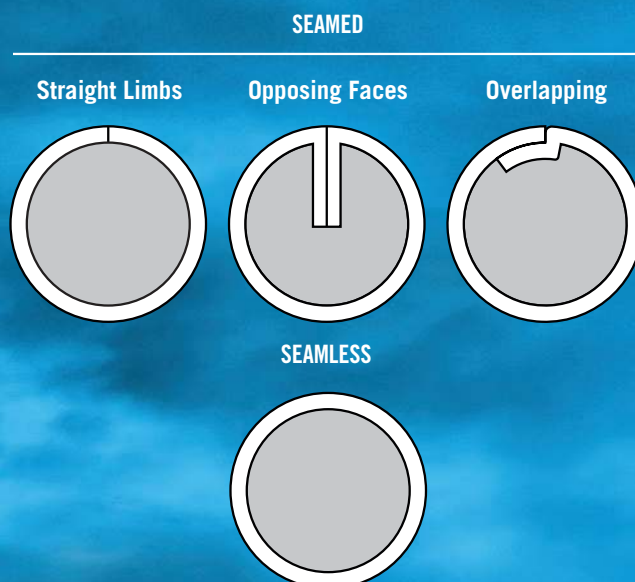 SEAMED
Straight Limbs
Opposing Faces
Overlapping
SEAMLESS